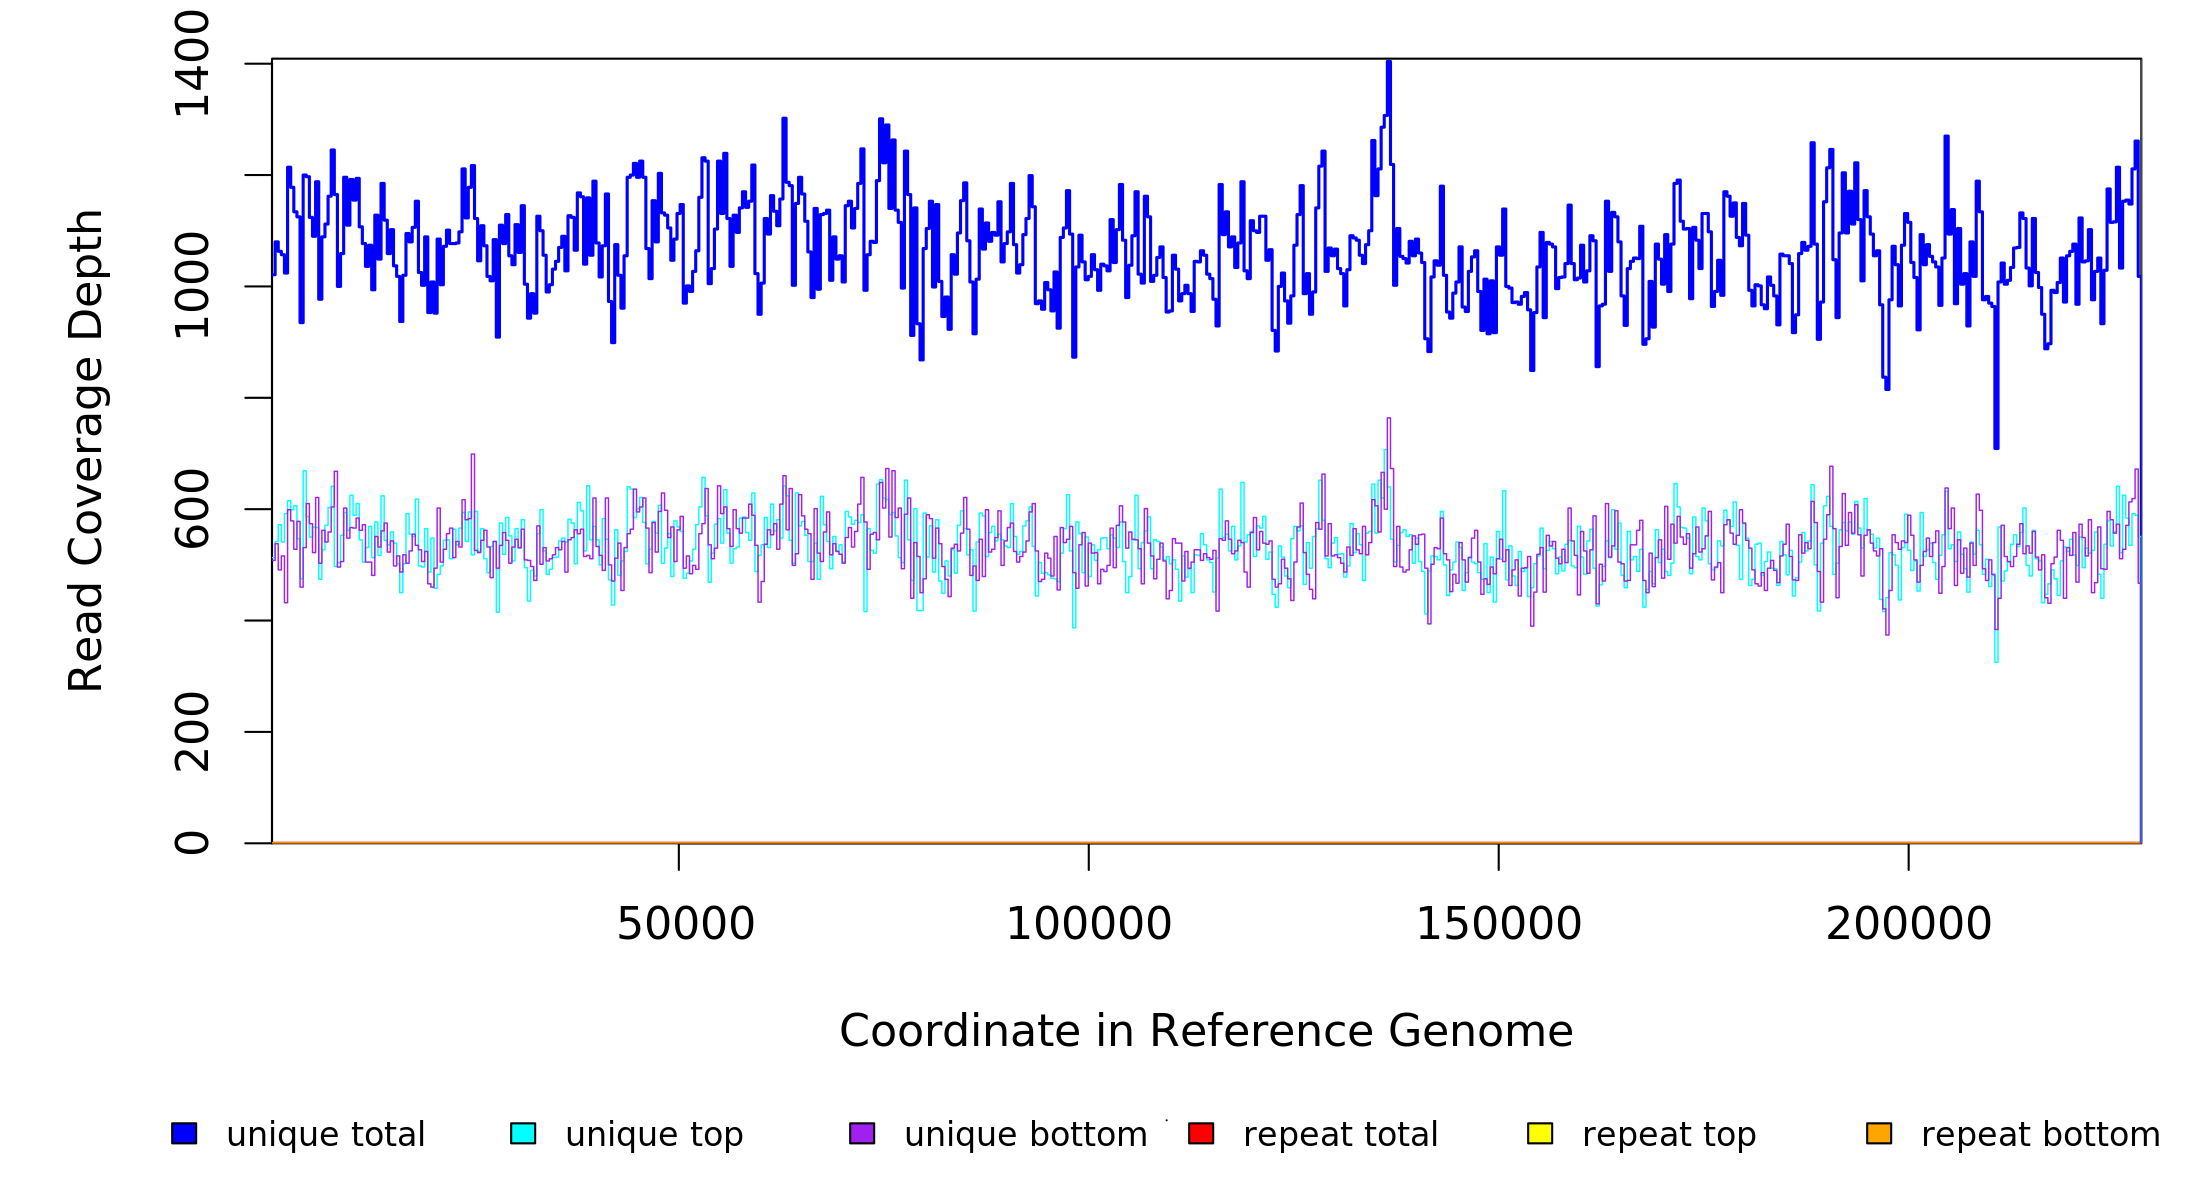 1400
1000
600
200
0
Read Coverage Depth
50000 100000 150000 200000
Coordinate in Reference Genome
unique total unique top unique bottom repeat total repeat top repeat bottom